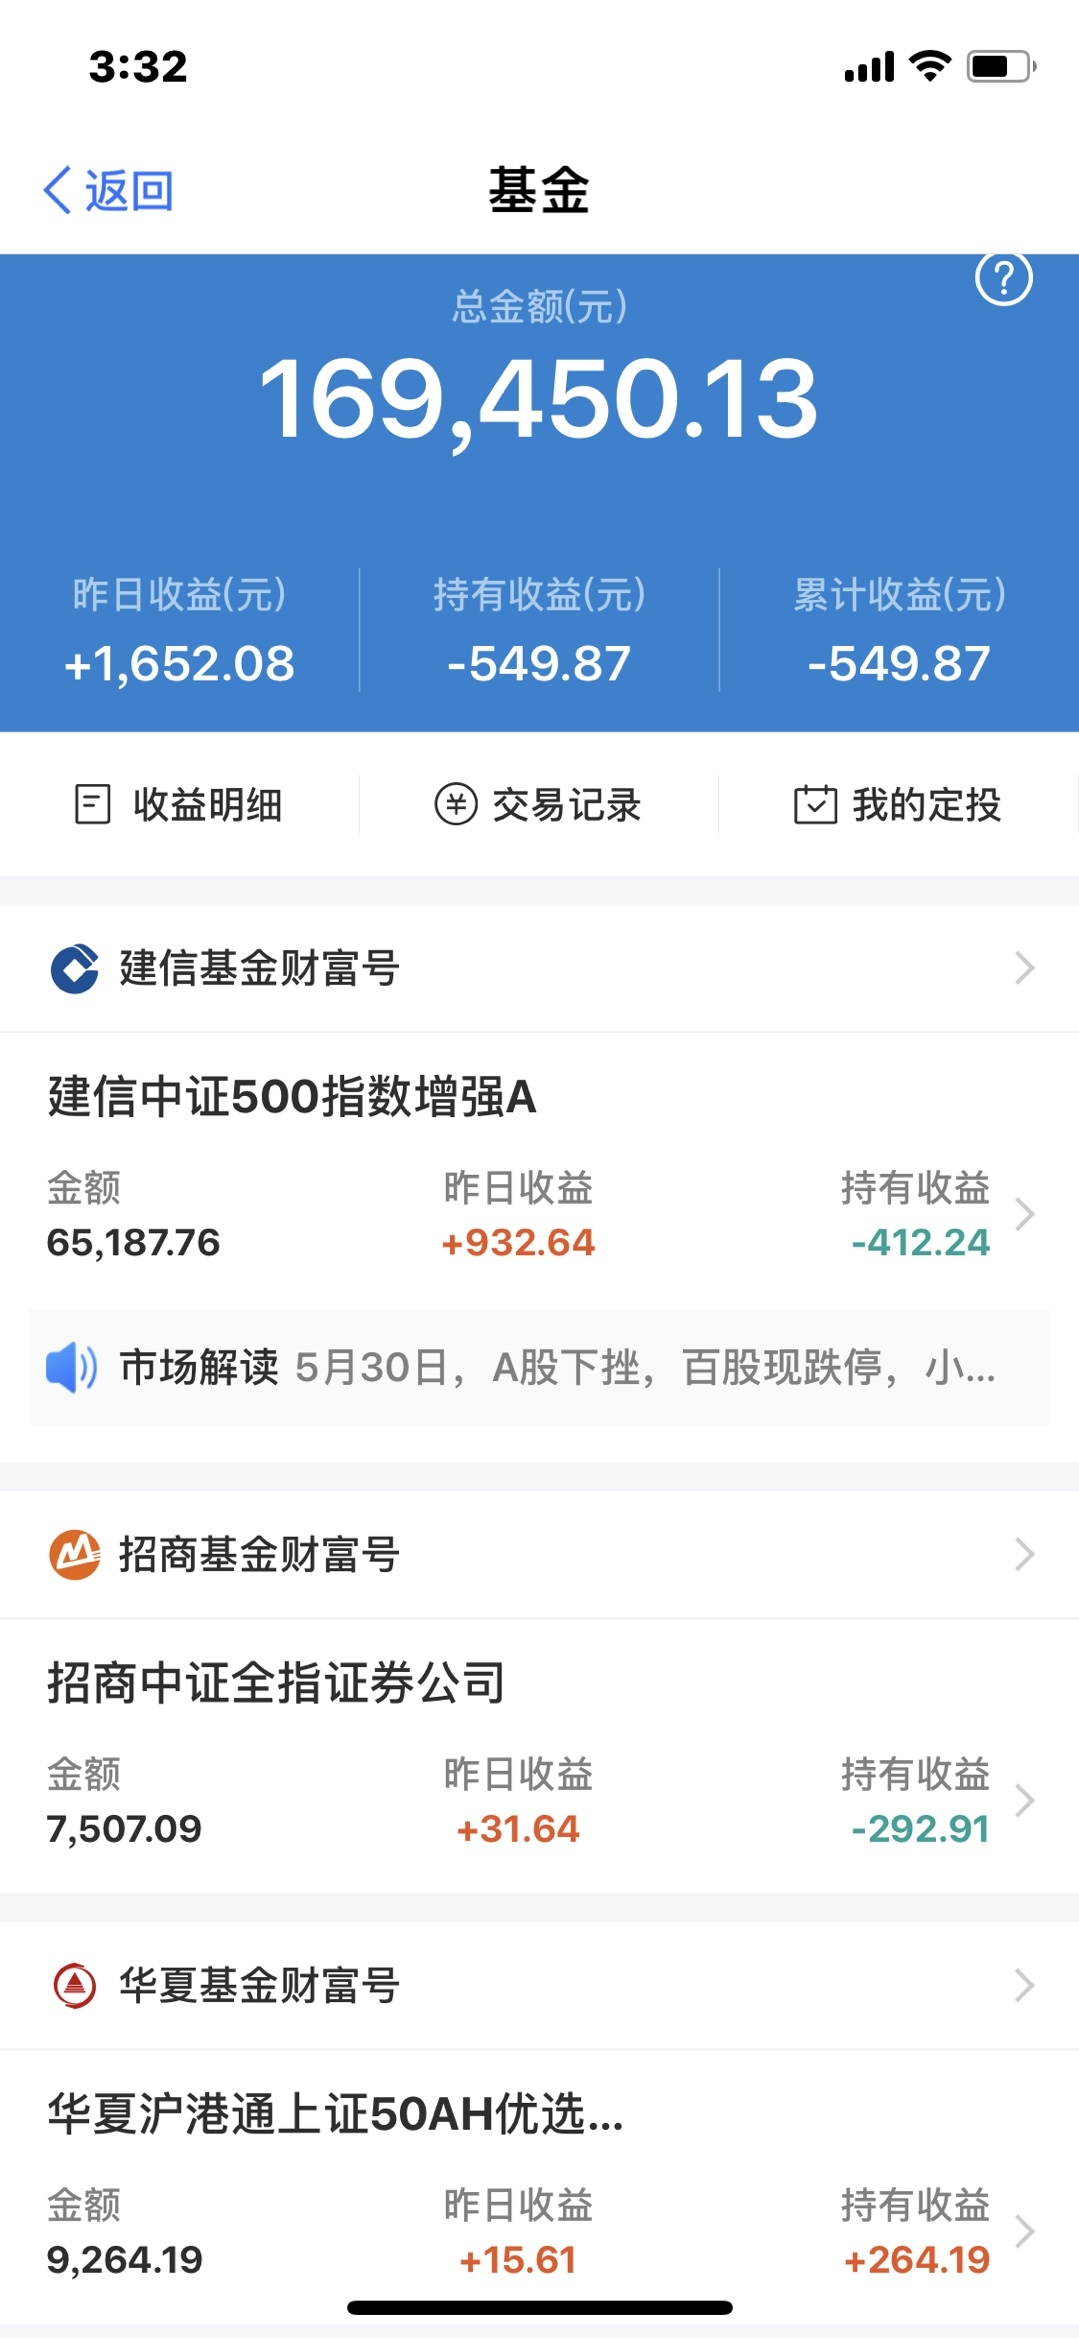 3:32
返回
基金
?
总金额(元)
169,450.13
昨日收益(元) 持有收益(元) 累计收益(元)
+1,652.08 -549.87 -549.87
收益明细 交易记录 我的定投
建信基金财富号
建信中证500指数增强A
金额 昨日收益 持有收益
65,187.76 +932.64 -412.24
市场解读 5月30日，A股下挫，百股现跌停，小...
招商基金财富号
招商中证全指证券公司
金额 昨日收益 持有收益
7,507.09 +31.64 -292.91
华夏基金财富号
华夏沪港通上证50AH优选...
金额 昨日收益 持有收益
9,264.19 +15.61 +264.19